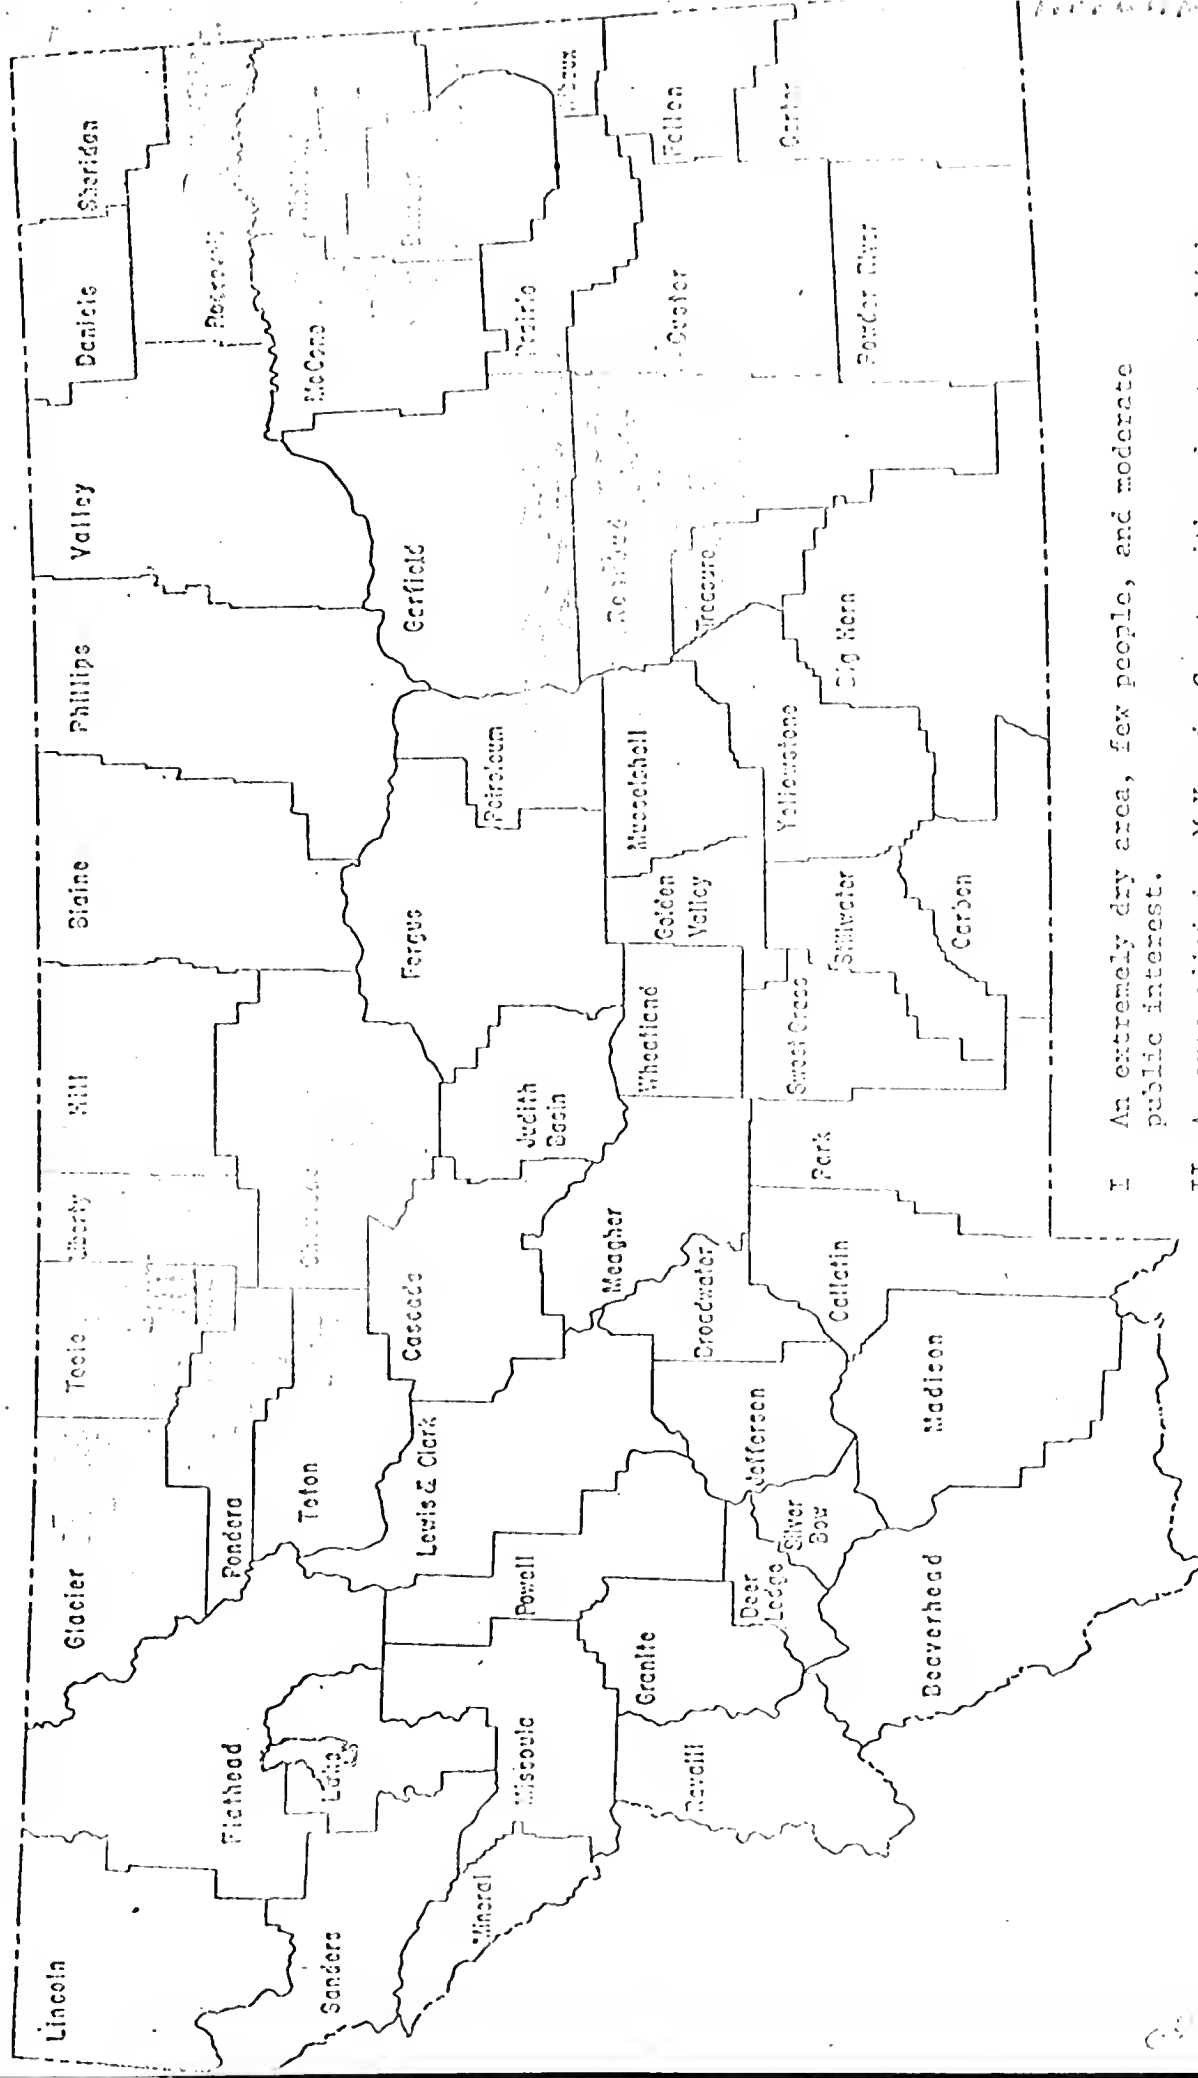 Lincoln
Flathead
Glacier
Toole
Liberty
Hill
Blaine
Phillips
Valley
Daniels
Sheridan
Roosevelt
Sanders
Lake
Pondera
Teton
Chouteau
McCone
Mineral
Missoula
Powell
Lewis & Clark
Cascade
Judith
Basin
Fergus
Petroleum
Garfield
Prairie
Ravalli
Granite
Deer
Lodge
Silver
Bow
Jefferson
Broadwater
Meagher
Wheatland
Golden
Valley
Musselshell
Rosebud
Treasure
Custer
Fallon
Carter
Beaverhead
Madison
Gallatin
Park
Sweet Grass
Stillwater
Carbon
Yellowstone
Big Horn
Powder River
I An extremely dry area, few people, and moderate
public interest.